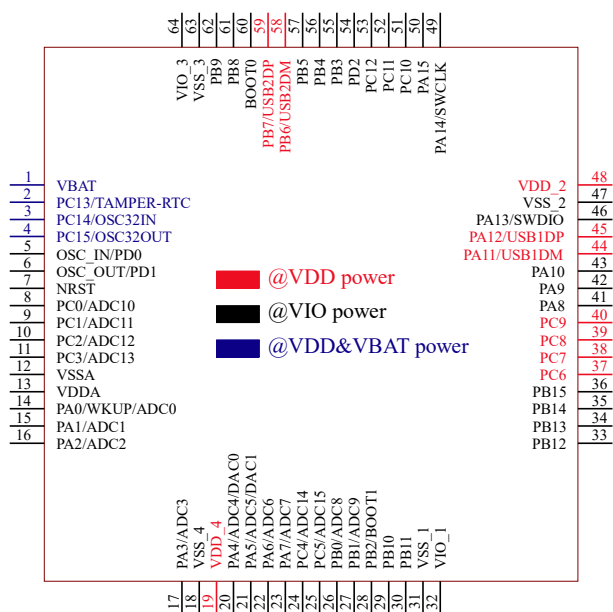 64 63 62 61 60 59 58 57 56 55 54 53 52 51 50 49
VIO_3
VSS_3
PB9
PB8
BOOT0
PB7/USB2DP
PB6/USB2DM
PB5
PB4
PB3
PD2
PC12
PC11
PC10
PA15
PA14/SWCLK
1 VBAT
2 PC13/TAMPER-RTC
3 PC14/OSC32IN
4 PC15/OSC32OUT
5 OSC_IN/PD0
6 OSC_OUT/PD1
7 NRST
8 PC0/ADC10
9 PC1/ADC11
10 PC2/ADC12
11 PC3/ADC13
12 VSSA
13 VDDA
14 PA0/WKUP/ADC0
15 PA1/ADC1
16 PA2/ADC2
@VDD power
@VIO power
@VDD&VBAT power
VDD_2 48
VSS_2 47
PA13/SWDIO 46
PA12/USB1DP 45
PA11/USB1DM 44
PA10 43
PA9 42
PA8 41
PC9 40
PC8 39
PC7 38
PC6 37
PB15 36
PB14 35
PB13 34
PB12 33
PA3/ADC3
VSS_4
VDD_4
PA4/ADC4/DAC0
PA5/ADC5/DAC1
PA6/ADC6
PA7/ADC7
PC4/ADC14
PC5/ADC15
PB0/ADC8
PB1/ADC9
PB2/BOOT1
PB10
PB11
VSS_1
VIO_1
17 18 19 20 21 22 23 24 25 26 27 28 29 30 31 32